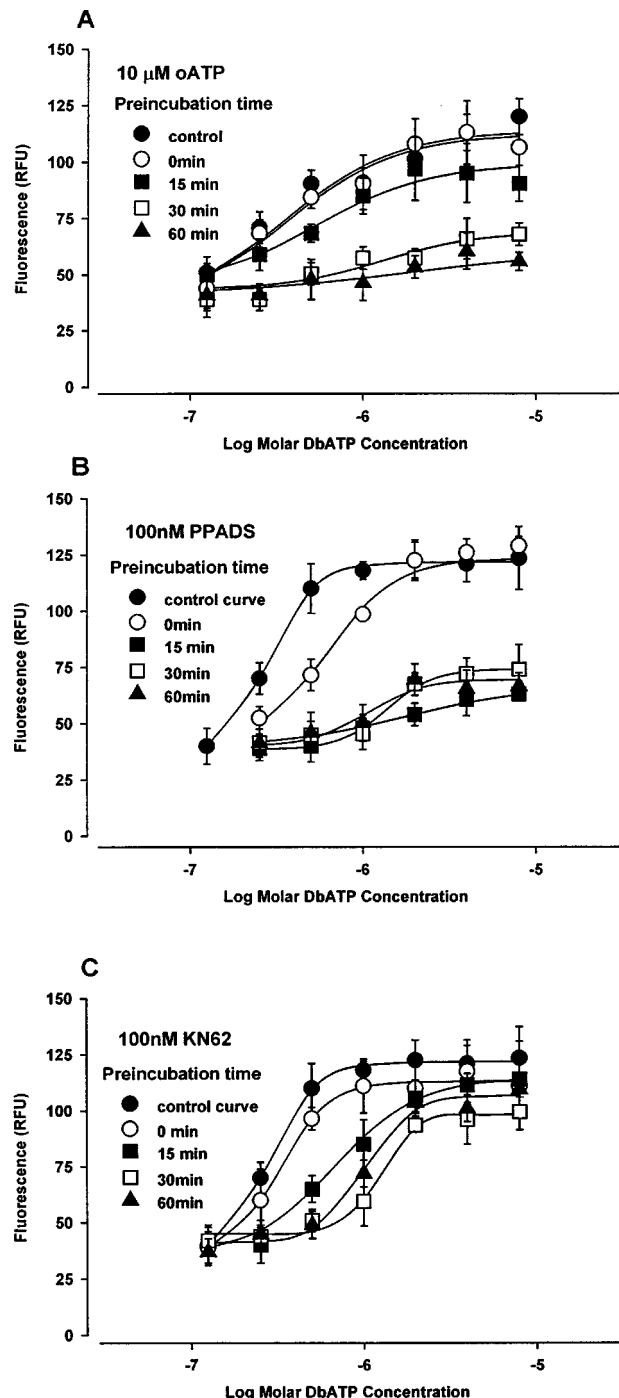 A
10 µM oATP
Preincubation time
control
0min
15 min
30 min
60 min
Fluorescence (RFU)
150
125
100
75
50
25
0
-7
-6
-5
Log Molar DbATP Concentration
B
100nM PPADS
Preincubation time
control curve
0min
15 min
30min
60min
Fluorescence (RFU)
150
125
100
75
50
25
0
-7
-6
-5
Log Molar DbATP Concentration
C
100nM KN62
Preincubation time
control curve
0 min
15 min
30min
60min
Fluorescence (RFU)
150
125
100
75
50
25
0
-7
-6
-5
Log Molar DbATP Concentration